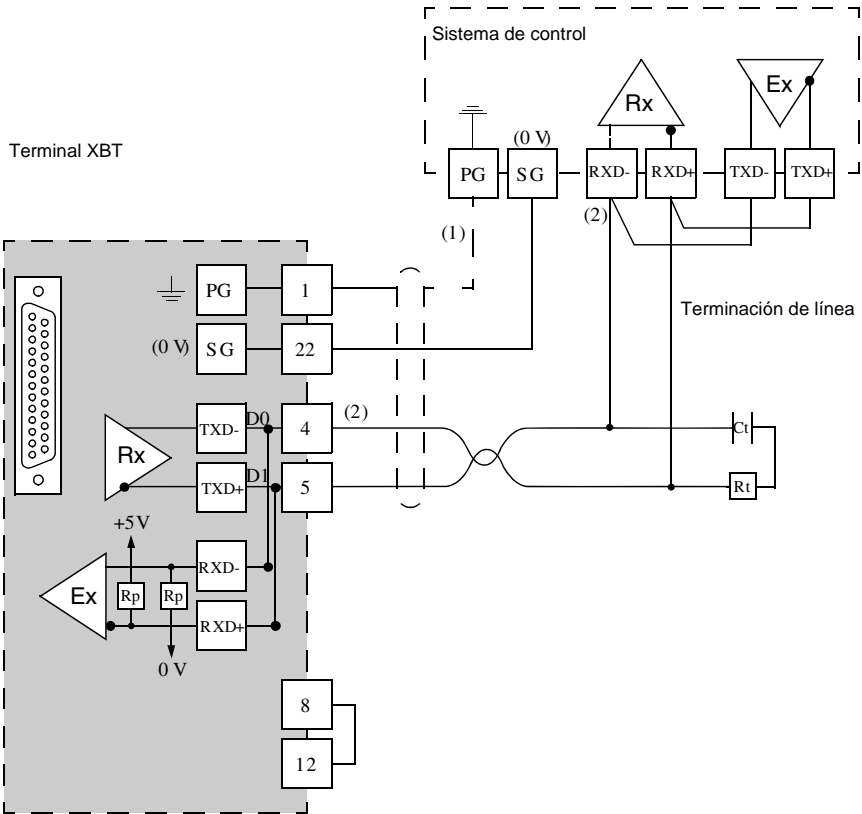 Sistema de control
Rx
Ex
(0 V)
PG
SG
RXD-
RXD+
TXD-
TXD+
Terminal XBT
(1)
(2)
Terminación de línea
PG
1
(0 V)
SG
22
TXD-
D0
4
(2)
Ct
Rx
TXD+
D1
5
Rt
+5V
RXD-
Ex
Rp
Rp
RXD+
0 V
8
12